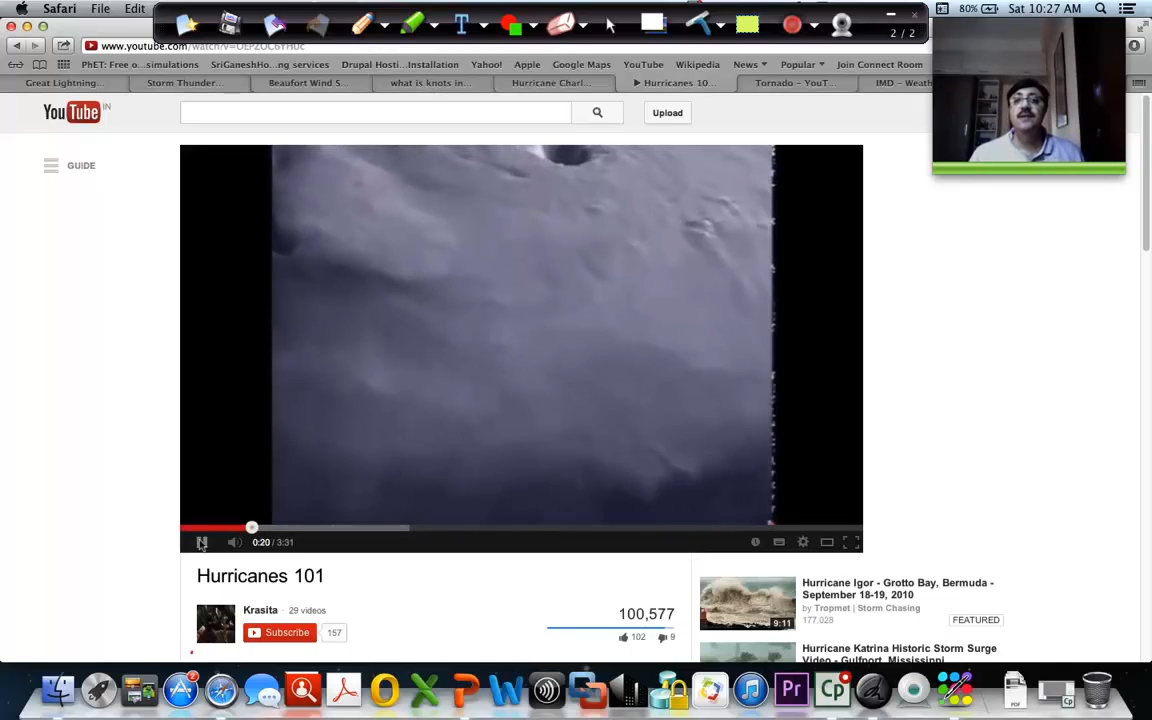 Safari File Edit
2 / 2
80% Sat 10:27 AM
www.youtube.com/watch?v=
PhET: Free o...simulations SriGaneshHo...ng services Drupal Hosti...Installation Yahoo! Apple Google Maps YouTube Wikipedia News Popular Join Connect Room
Great Lightning... Storm Thunder... Beaufort Wind S... what is knots in... Hurricane Charl... Hurricanes 10... Tornado - YouT... IMD - Weath
YouTube IN
Upload
GUIDE
0:20 / 3:31
Hurricanes 101
Krasita · 29 videos
Subscribe 157
100,577
102 9
9:11
Hurricane Igor - Grotto Bay, Bermuda -
September 18-19, 2010
by Tropmet | Storm Chasing
177,028
FEATURED
Hurricane Katrina Historic Storm Surge
Video - Gulfport, Mississippi